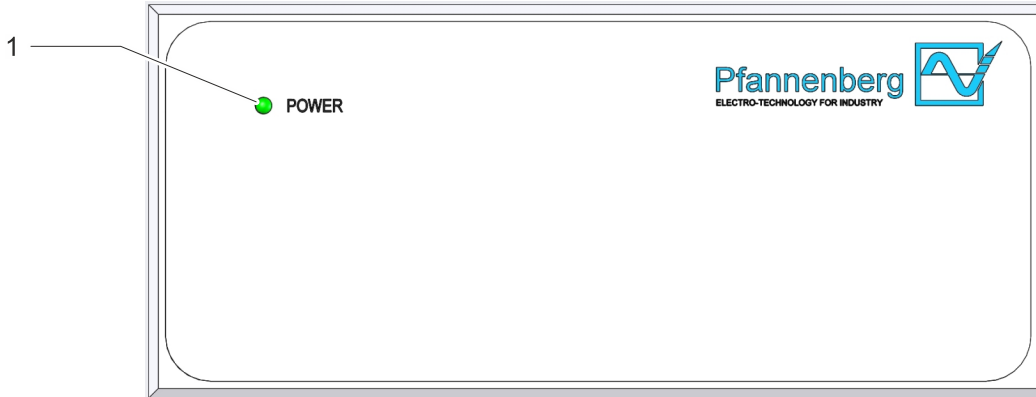 1
POWER
Pfannenberg
ELECTRO-TECHNOLOGY FOR INDUSTRY